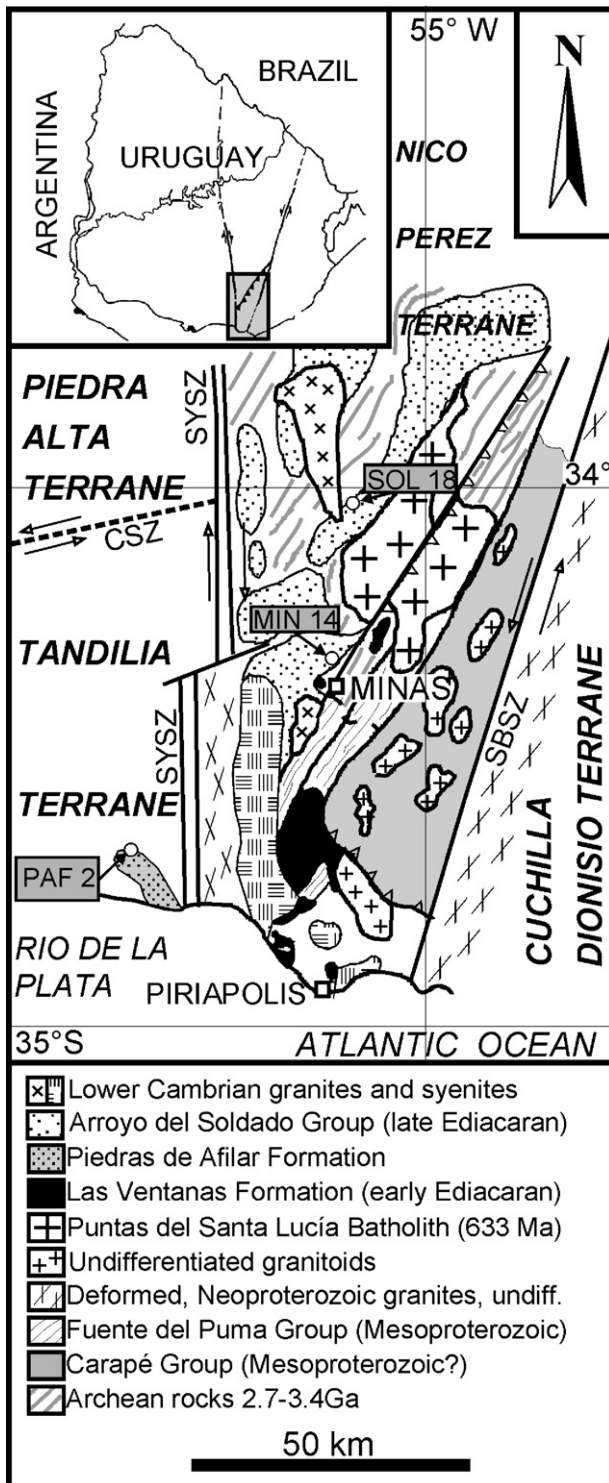 55° W
N
BRAZIL
ARGENTINA
URUGUAY
NICO
PEREZ
TERRANE
PIEDRA
ALTA
TERRANE
SYSZ
SOL 18
34°
CSZ
MIN 14
TANDILIA
MINAS
SYSZ
SBSZ
TERRANE
CUCHILLA
DIONISIO TERRANE
PAF 2
RIO DE LA
PLATA
PIRIAPOLIS
35°S
ATLANTIC OCEAN
Lower Cambrian granites and syenites
Arroyo del Soldado Group (late Ediacaran)
Piedras de Afilar Formation
Las Ventanas Formation (early Ediacaran)
Puntas del Santa Lucía Batholith (633 Ma)
Undifferentiated granitoids
Deformed, Neoproterozoic granites, undiff.
Fuente del Puma Group (Mesoproterozoic)
Carapé Group (Mesoproterozoic?)
Archean rocks 2.7-3.4Ga
50 km